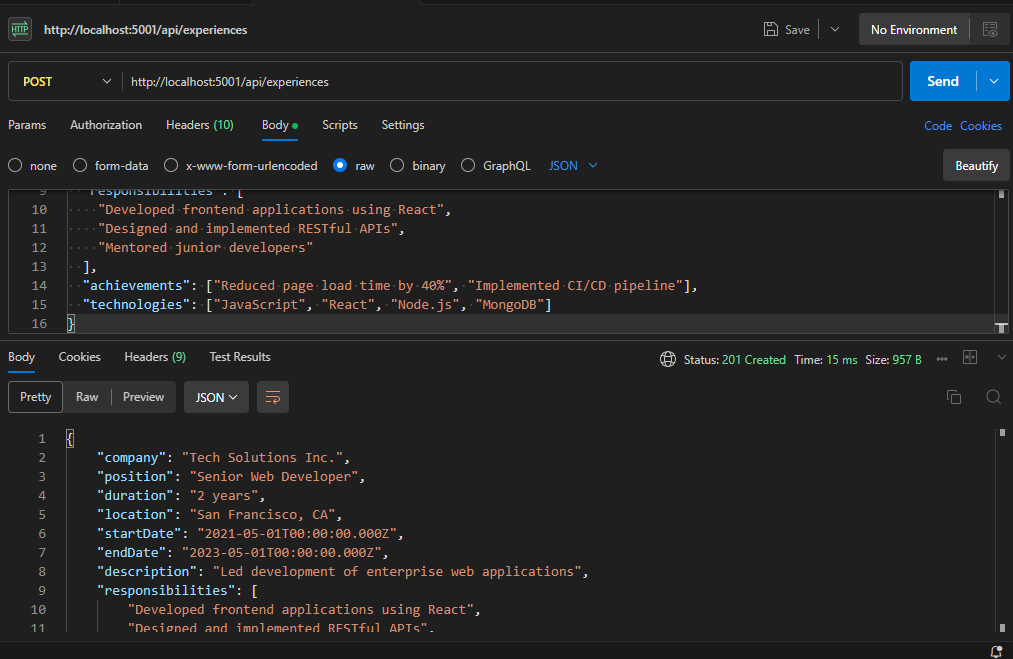 HTTP http://localhost:5001/api/experiences Save No Environment
POST http://localhost:5001/api/experiences Send
Params Authorization Headers (10) Body Scripts Settings Code Cookies
none form-data x-www-form-urlencoded raw binary GraphQL JSON Beautify
9 "responsibilities": [
10 "Developed frontend applications using React",
11 "Designed and implemented RESTful APIs",
12 "Mentored junior developers"
13 ],
14 "achievements": ["Reduced page load time by 40%", "Implemented CI/CD pipeline"],
15 "technologies": ["JavaScript", "React", "Node.js", "MongoDB"]
16 }
Body Cookies Headers (9) Test Results Status: 201 Created Time: 15 ms Size: 957 B
Pretty Raw Preview JSON
1 {
2 "company": "Tech Solutions Inc.",
3 "position": "Senior Web Developer",
4 "duration": "2 years",
5 "location": "San Francisco, CA",
6 "startDate": "2021-05-01T00:00:00.000Z",
7 "endDate": "2023-05-01T00:00:00.000Z",
8 "description": "Led development of enterprise web applications",
9 "responsibilities": [
10 "Developed frontend applications using React",
11 "Designed and implemented RESTful APIs",